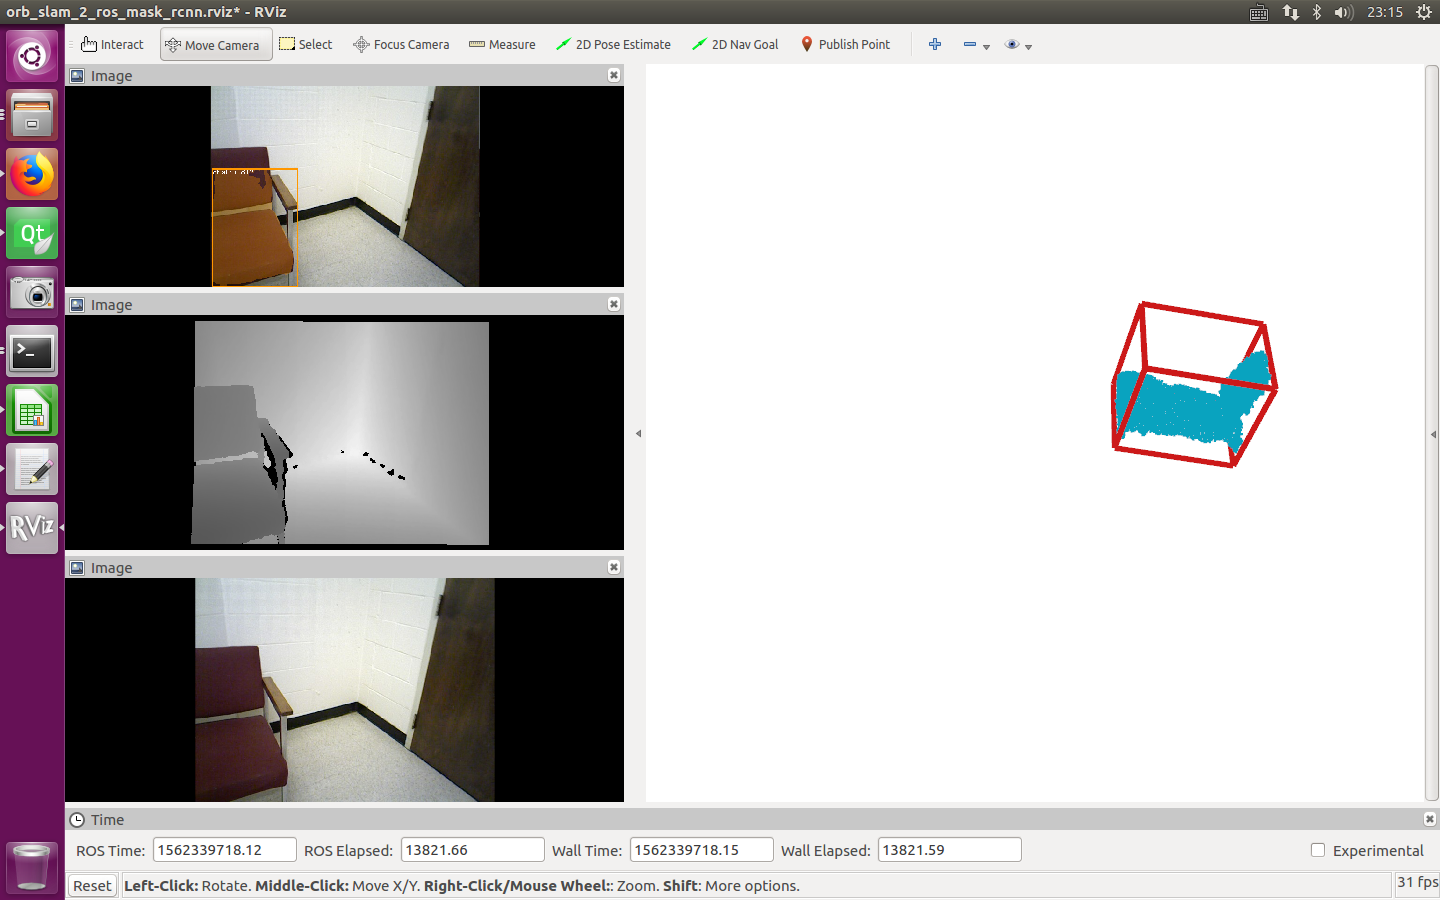 orb_slam_2_ros_mask_rcnn.rviz* - RViz
23:15
Interact
Move Camera
Select
Focus Camera
Measure
2D Pose Estimate
2D Nav Goal
Publish Point
Image
Image
Image
Qt
RViz
Time
ROS Time: 1562339718.12 ROS Elapsed: 13821.66 Wall Time: 1562339718.15 Wall Elapsed: 13821.59 Experimental
Reset Left-Click: Rotate. Middle-Click: Move X/Y. Right-Click/Mouse Wheel:: Zoom. Shift: More options. 31 fps